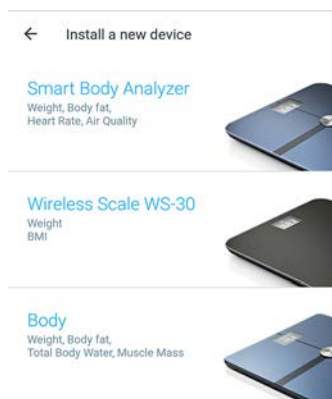 Install a new device
Smart Body Analyzer
Weight, Body fat,
Heart Rate, Air Quality
Wireless Scale WS-30
Weight
BMI
Body
Weight, Body fat,
Total Body Water, Muscle Mass